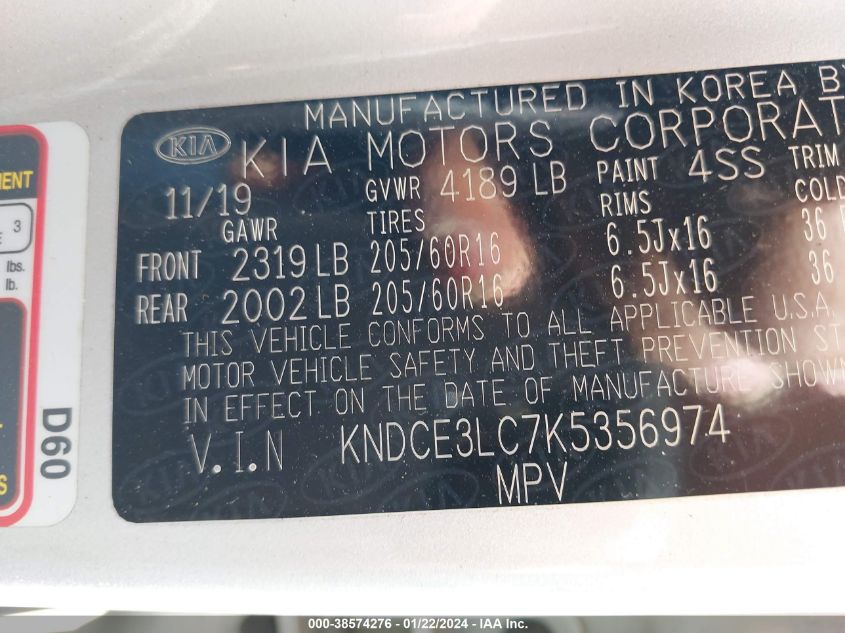 MANUFACTURED IN KOREA BY
KIA KIA MOTORS CORPORAT
11/19 GVWR 4189 LB PAINT 4SS TRIM
GAWR TIRES RIMS COLD
FRONT 2319 LB 205/60R16 6.5Jx16 36
REAR 2002 LB 205/60R16 6.5Jx16 36
THIS VEHICLE CONFORMS TO ALL APPLICABLE U.S.A.
MOTOR VEHICLE SAFETY AND THEFT PREVENTION ST
IN EFFECT ON THE DATE OF MANUFACTURE SHOWN
V.I.N KNDCE3LC7K5356974
MPV
MENT
3
lbs.
lb.
D60
S
000-38574276 - 01/22/2024 - IAA Inc.